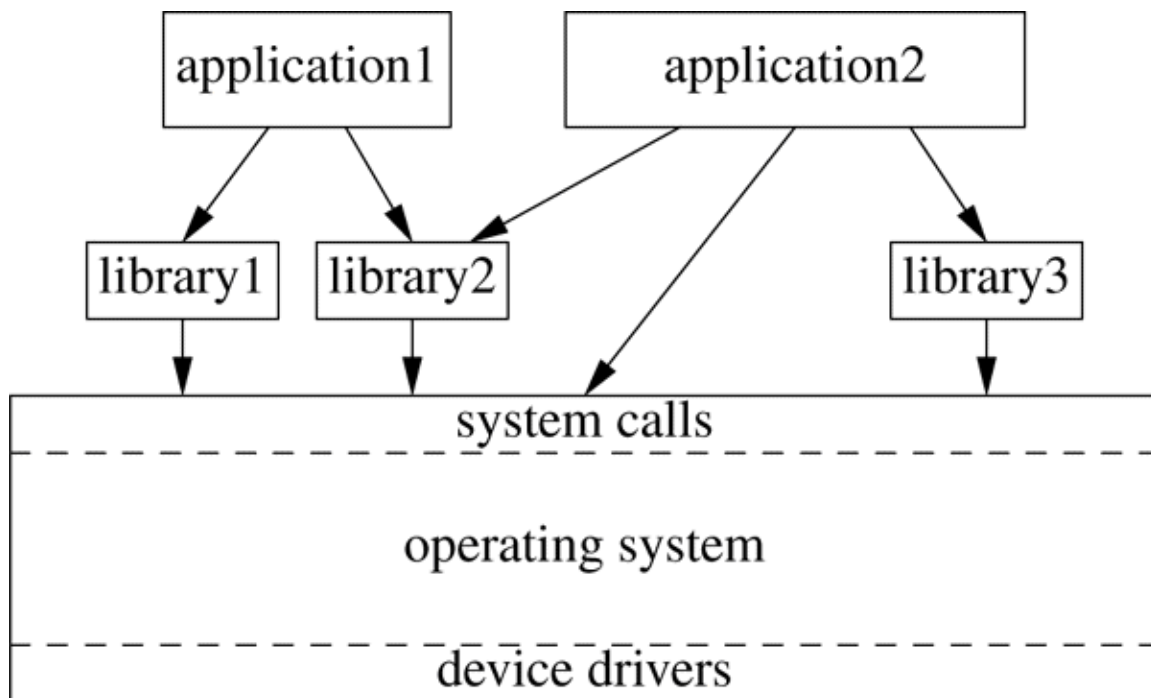 application1
application2
library1
library2
library3
system calls
operating system
device drivers